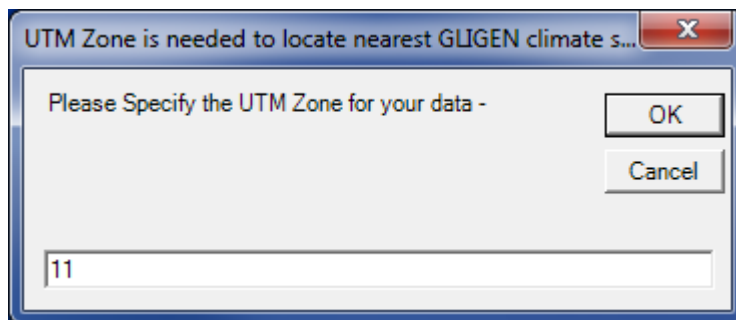 UTM Zone is needed to locate nearest GLIGEN climate s...
Please Specify the UTM Zone for your data -
OK
Cancel
11